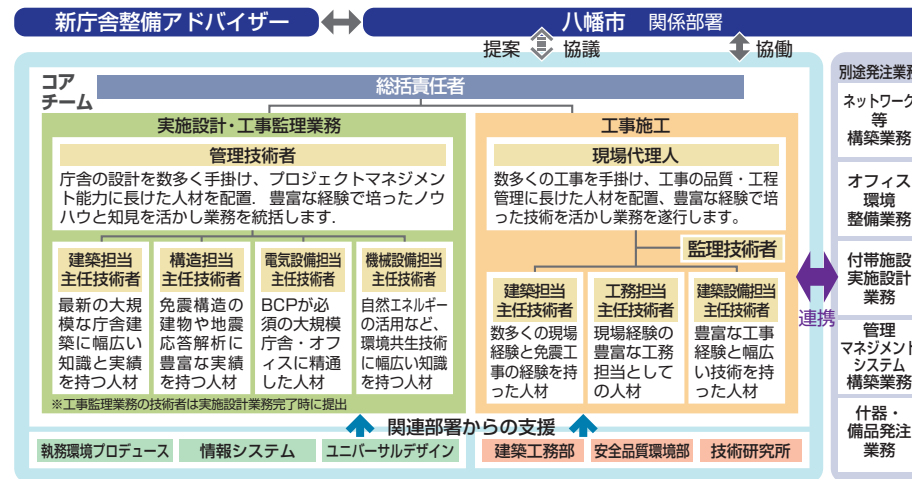 新庁舎整備アドバイザー
八幡市 関係部署
提案 協議
協働
コア
チーム
総括責任者
実施設計・工事監理業務
管理技術者
庁舎の設計を数多く手掛け、プロジェクトマネジメン
ト能力に長けた人材を配置. 豊富な経験で培ったノウ
ハウと知見を活かし業務を統括します.
建築担当
主任技術者
最新の大規
模な庁舎建
築に幅広い
知識と実績
を持つ人材
構造担当
主任技術者
免震構造の
建物や地震
応答解析に
豊富な実績
を持つ人材
電気設備担当
主任技術者
BCPが必
須の大規模
庁舎・オフ
ィスに精通
した人材
機械設備担当
主任技術者
自然エネルギー
の活用など、
環境共生技術
に幅広い知識
を持つ人材
※工事監理業務の技術者は実施設計業務完了時に提出
工事施工
現場代理人
数多くの工事を手掛け、工事の品質・工程
管理に長けた人材を配置、豊富な経験で培
った技術を活かし業務を遂行します。
監理技術者
建築担当
主任技術者
数多くの現場
経験と免震工
事の経験を持
った人材
工務担当
主任技術者
現場経験の
豊富な工務
担当として
の人材
建築設備担当
主任技術者
豊富な工事
経験と幅広
い技術を持
った人材
関連部署からの支援
執務環境プロデュース
情報システム
ユニバーサルデザイン
建築工務部
安全品質環境部
技術研究所
連携
別途発注業務
ネットワーク
等
構築業務
オフィス
環境
整備業務
付帯施設
実施設計
業務
管理
マネジメント
システム
構築業務
什器・
備品発注
業務